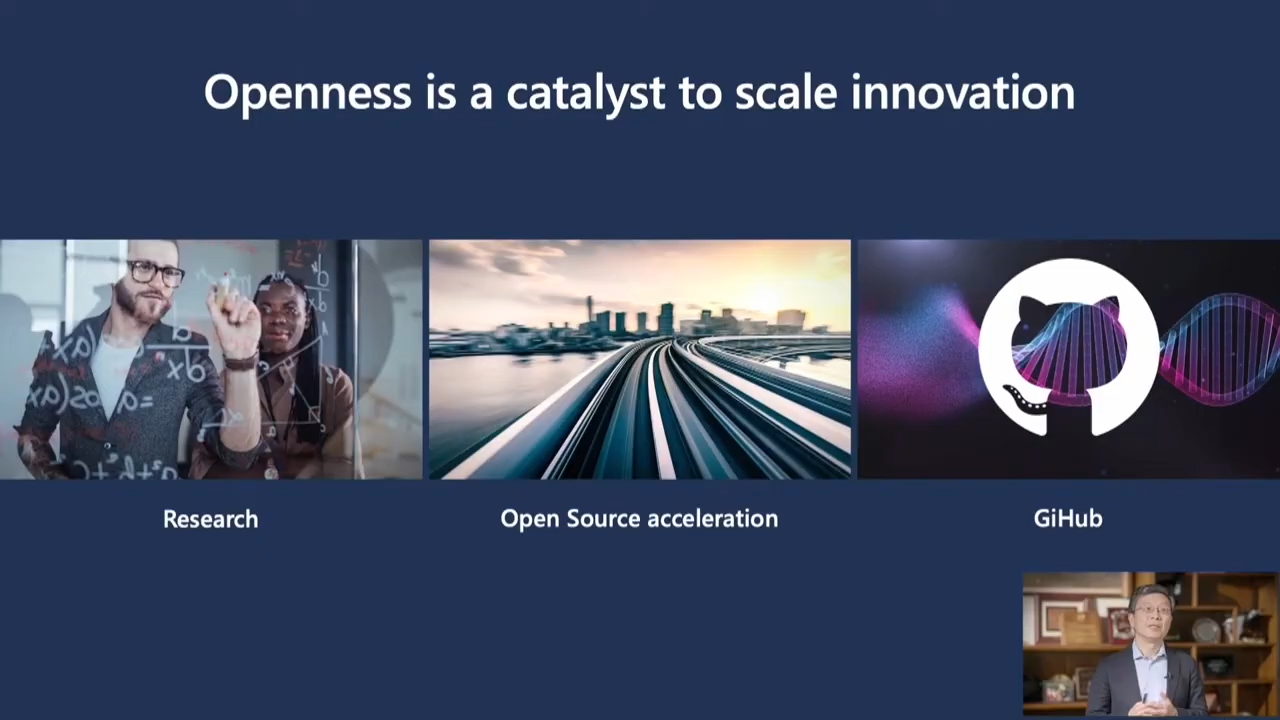 Openness is a catalyst to scale innovation
Research
Open Source acceleration
GiHub